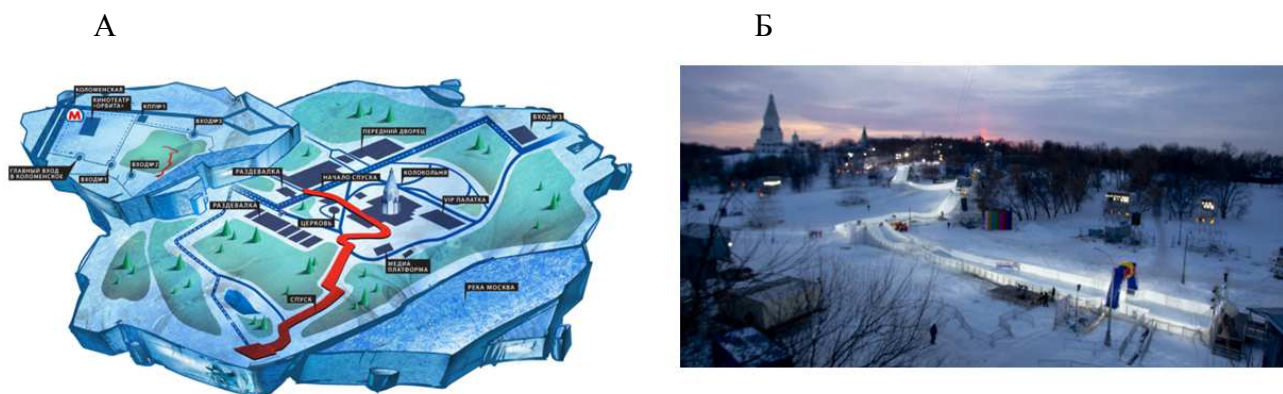 А
Б
КОЛОМЕНСКАЯ
М
КИНОТЕАТР
«ОРБИТА»
КПП№1
ВХОД№3
ГЛАВНЫЙ ВХОД
В КОЛОМЕНСКОЕ
ВХОД№1
ВХОД№2
ПЕРЕДНИЙ ДВОРЕЦ
ВХОД№3
РАЗДЕВАЛКА
НАЧАЛО СПУСКА
КОЛОКОЛЬНЯ
РАЗДЕВАЛКА
ЦЕРКОВЬ
VIP ПАЛАТКА
МЕДИА
ПЛАТФОРМА
СПУСК
РЕКА МОСКВА